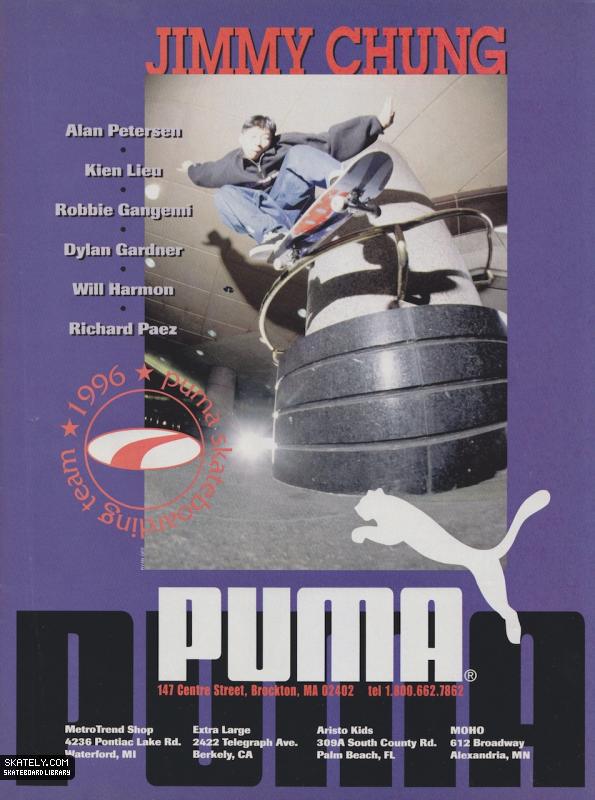 JIMMY CHUNG
Alan Petersen
•
Kien Lieu
•
Robbie Gangemi
•
Dylan Gardner
•
Will Harmon
•
Richard Paez
★ 1996 ★ puma skateboarding team
PUMA®
147 Centre Street, Brockton, MA 02402 tel 1.800.662.7862
PUMA
MetroTrend Shop
4236 Pontiac Lake Rd.
Waterford, MI
Extra Large
2422 Telegraph Ave.
Berkely, CA
Aristo Kids
309A South County Rd.
Palm Beach, FL
MOHO
612 Broadway
Alexandria, MN
SKATELY.COM
SKATEBOARD LIBRARY